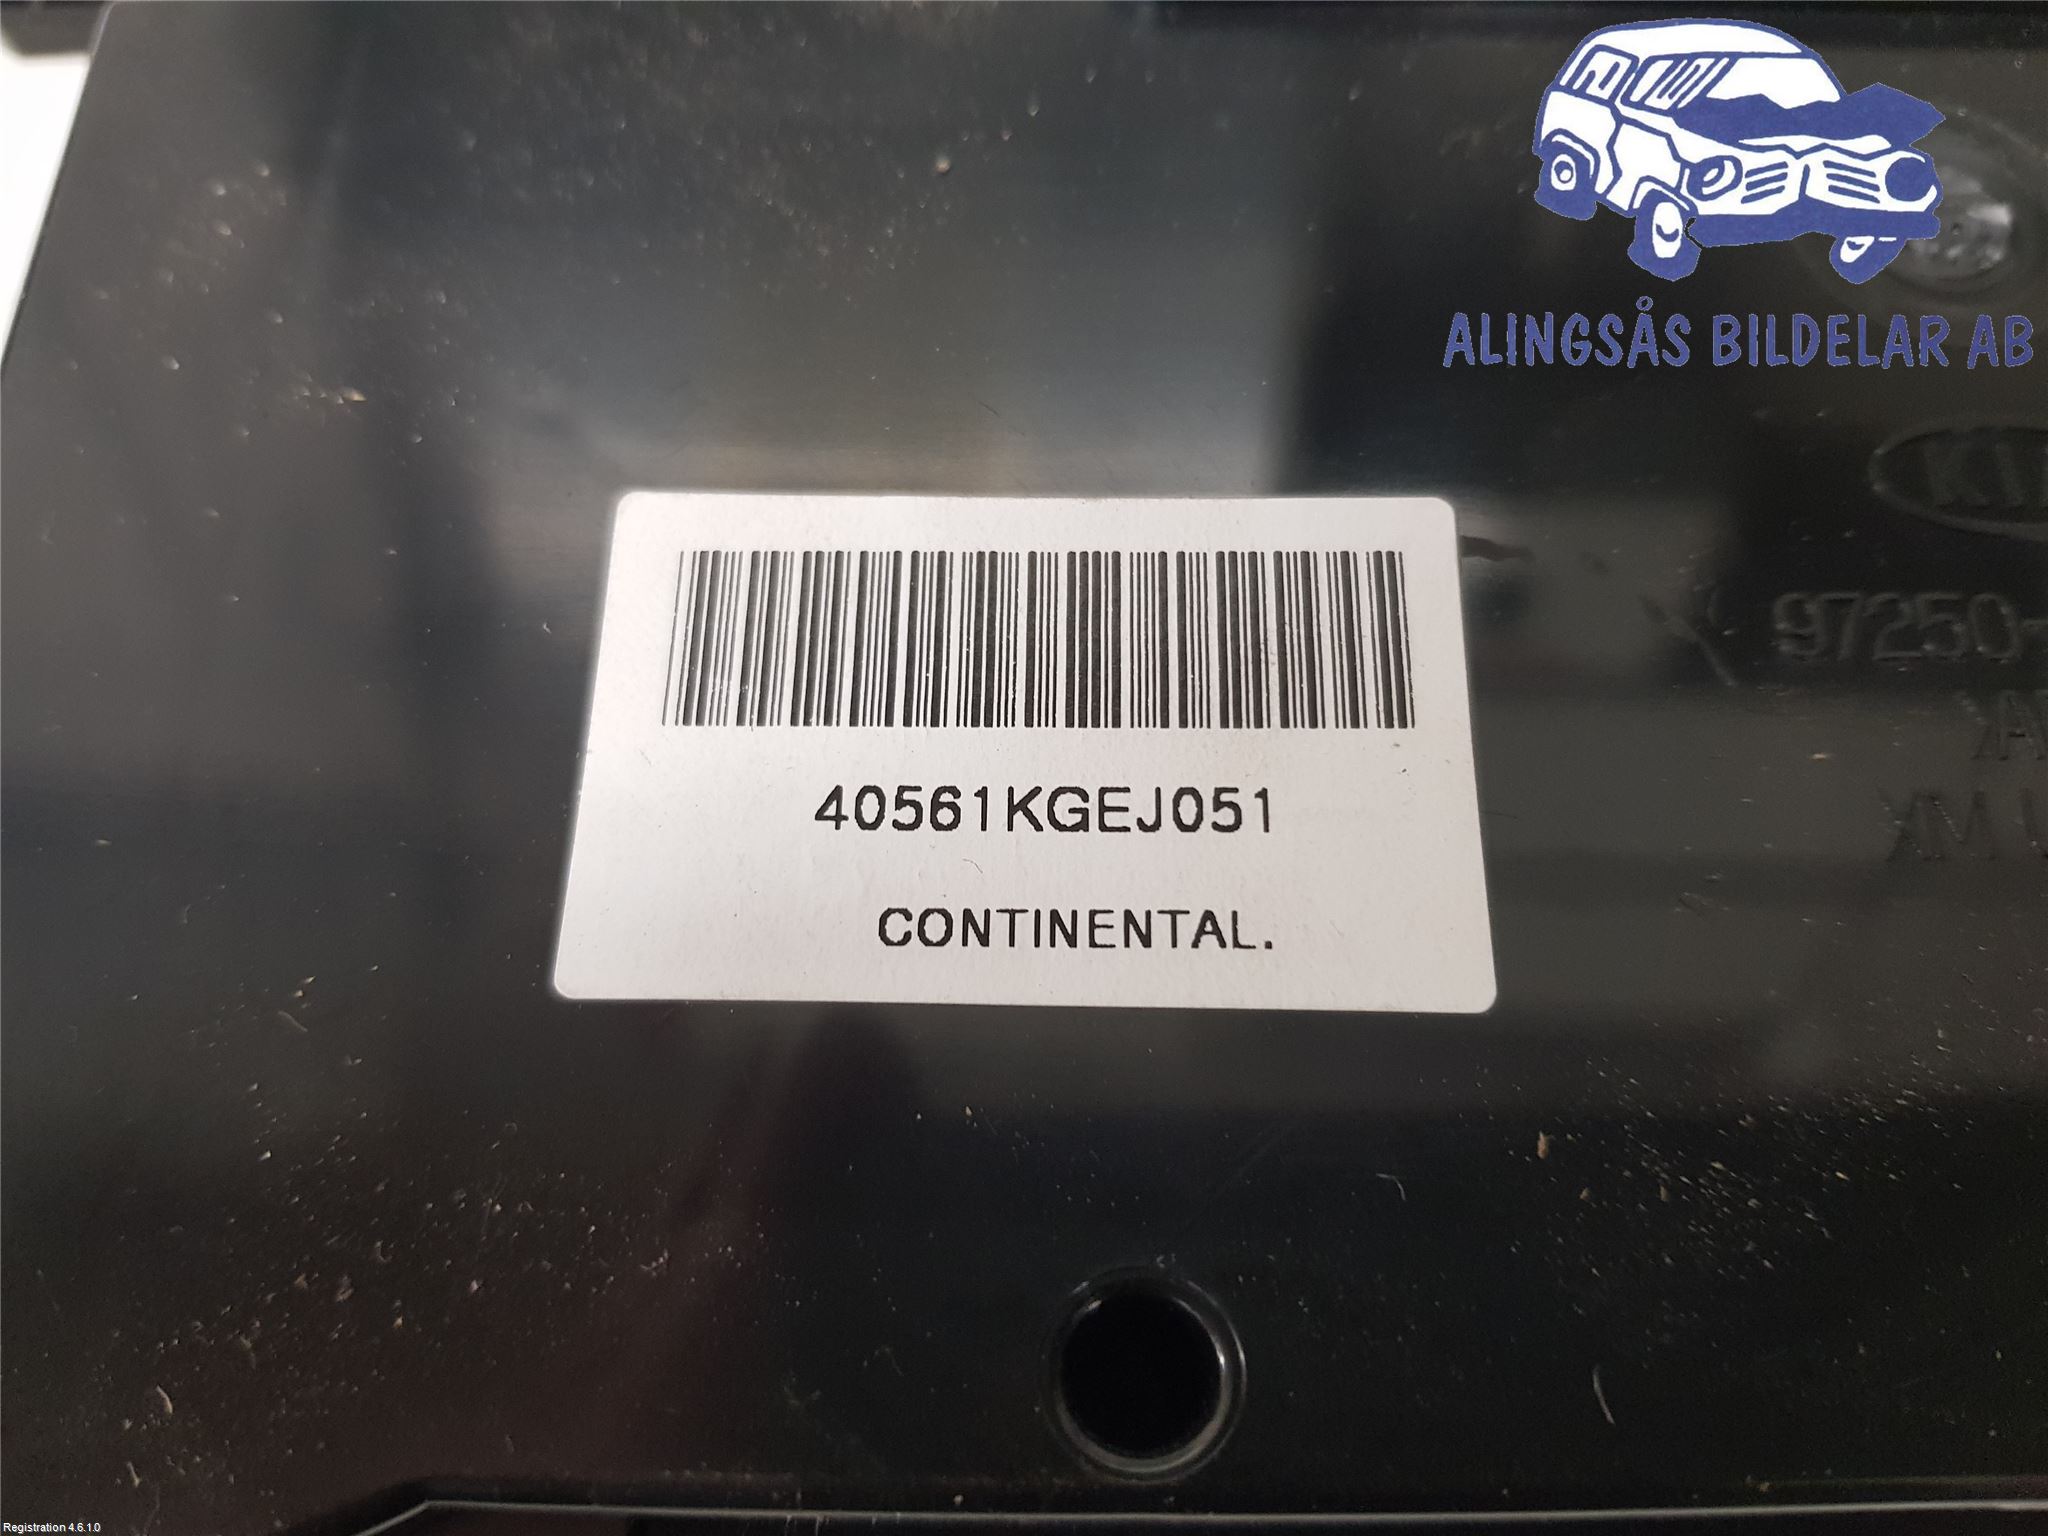 ALINGSÅS BILDELAR AB
97250-
40561KGEJ051
CONTINENTAL.
Registration 4.6.1.0